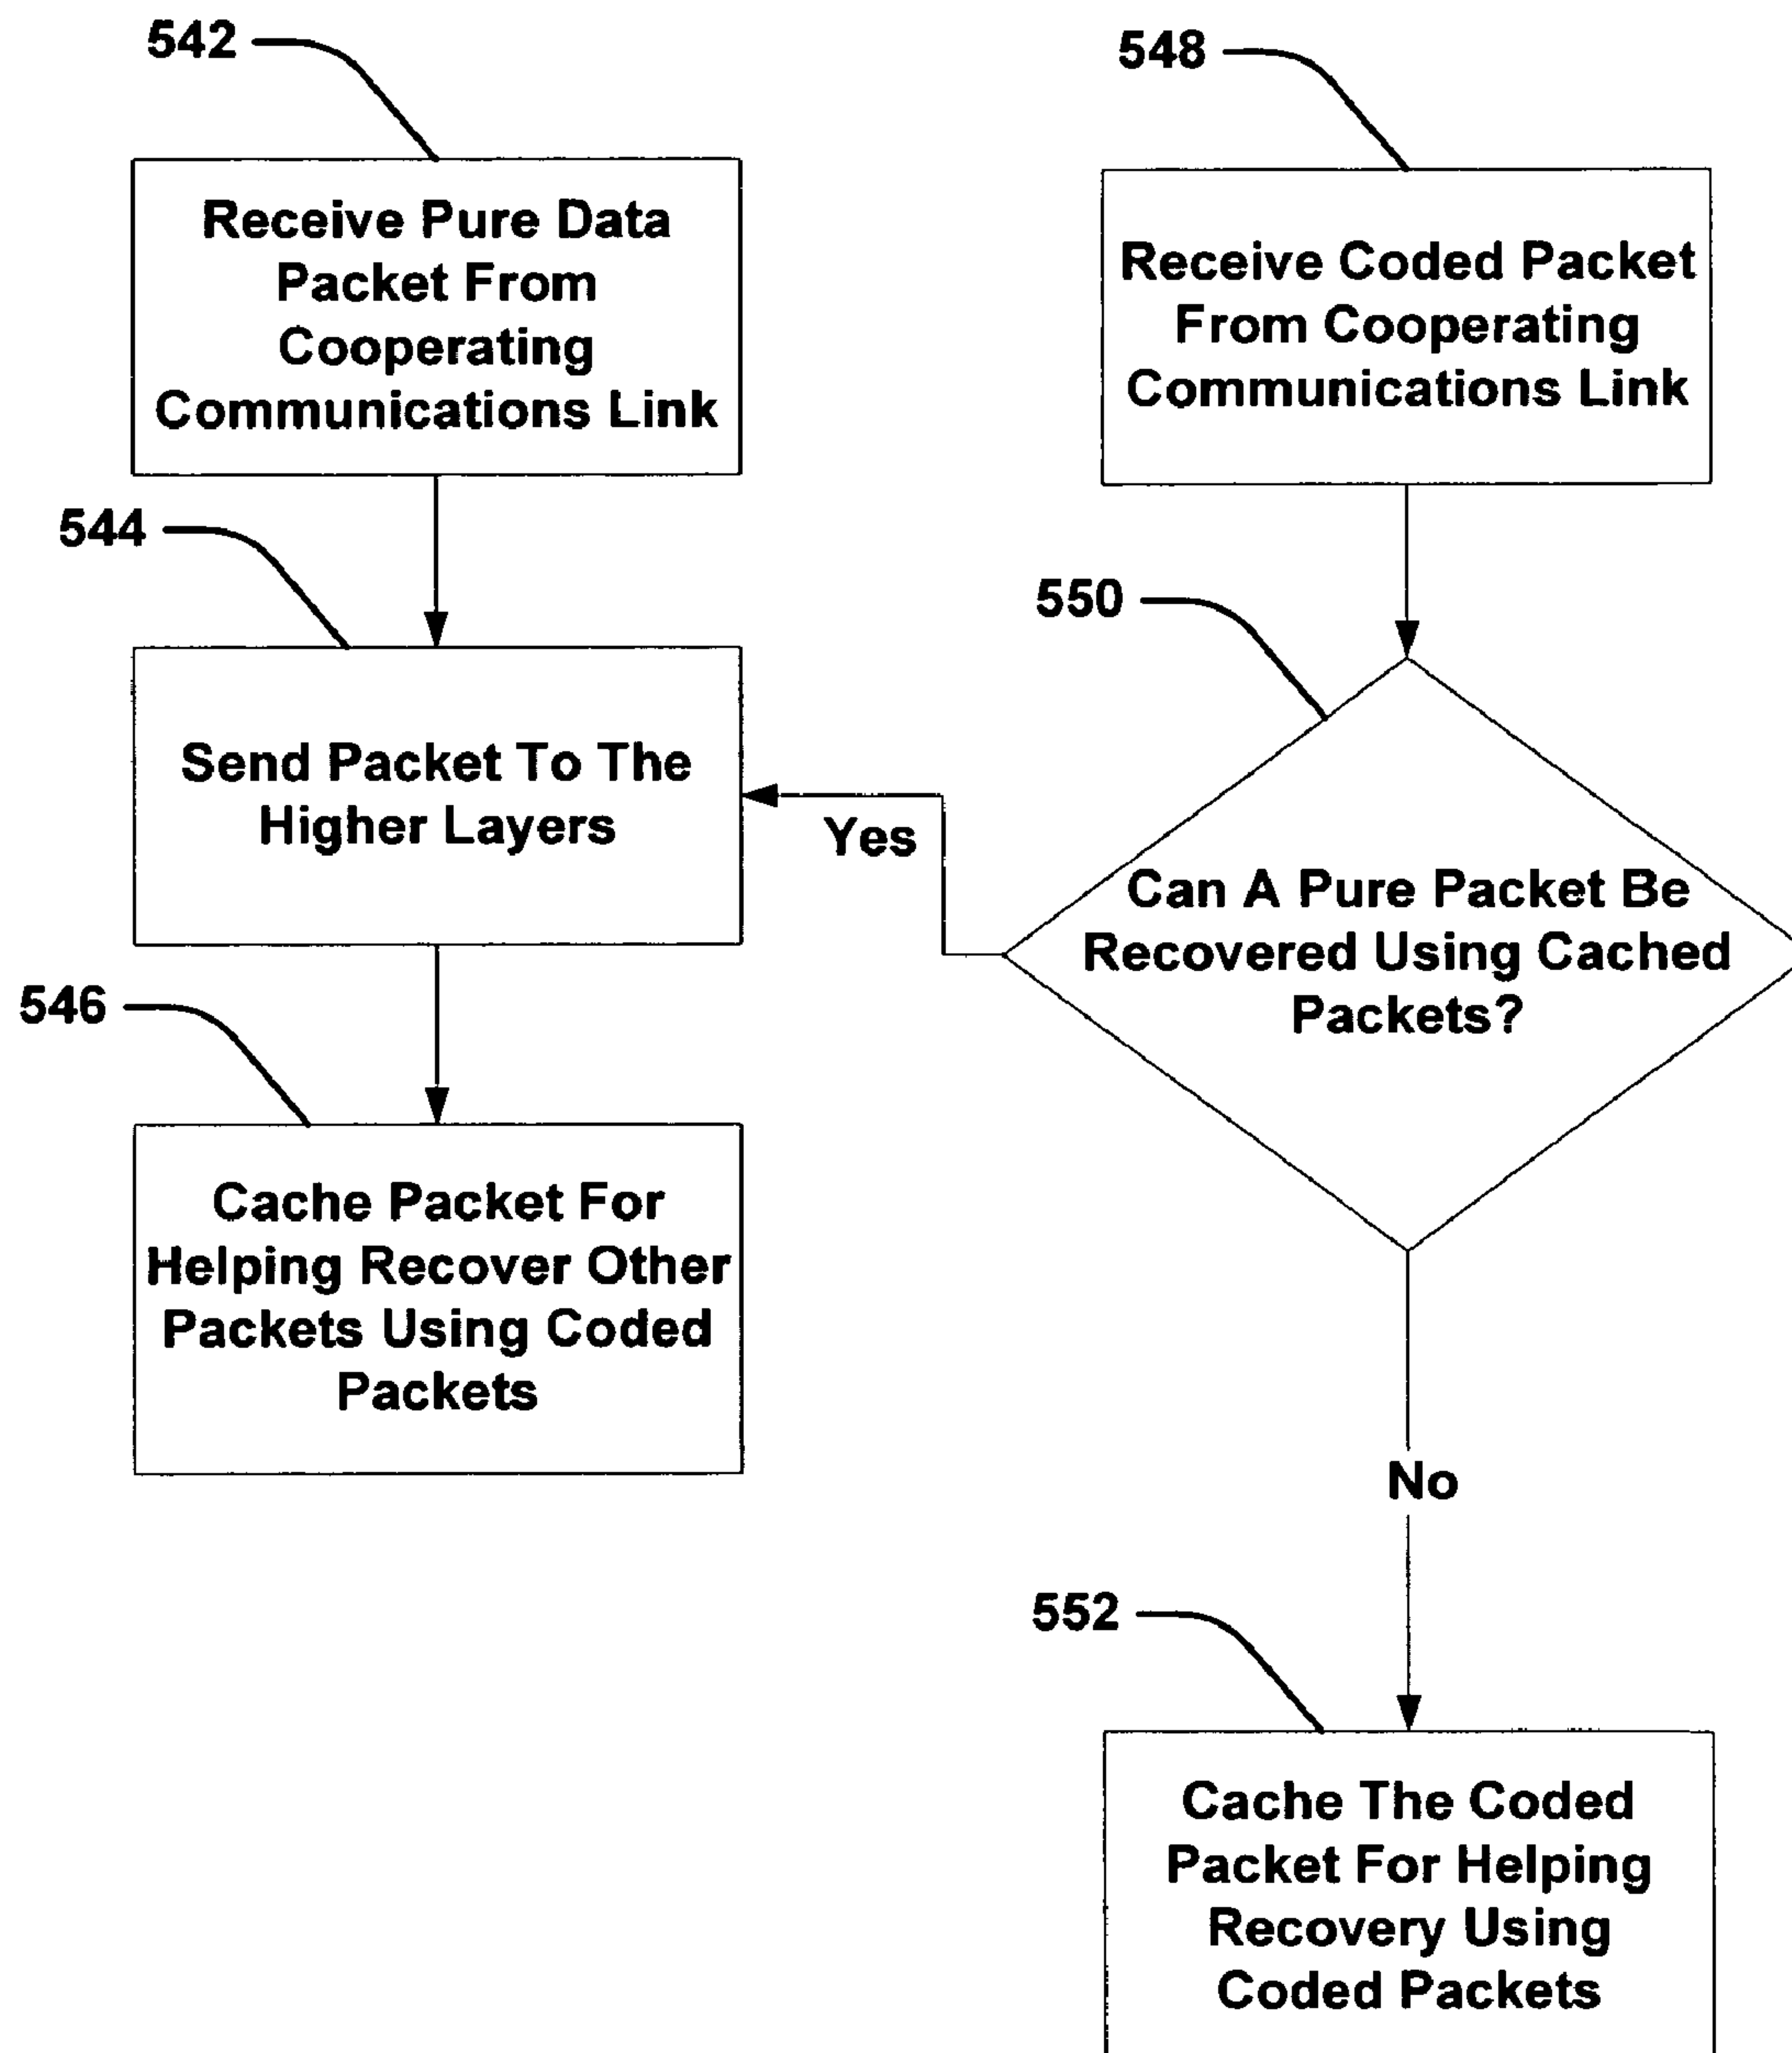 542
Receive Pure Data
Packet From
Cooperating
Communications Link
544
Send Packet To The
Higher Layers
546
Cache Packet For
Helping Recover Other
Packets Using Coded
Packets
548
Receive Coded Packet
From Cooperating
Communications Link
550
Can A Pure Packet Be
Recovered Using Cached
Packets?
Yes
No
552
Cache The Coded
Packet For Helping
Recovery Using
Coded Packets